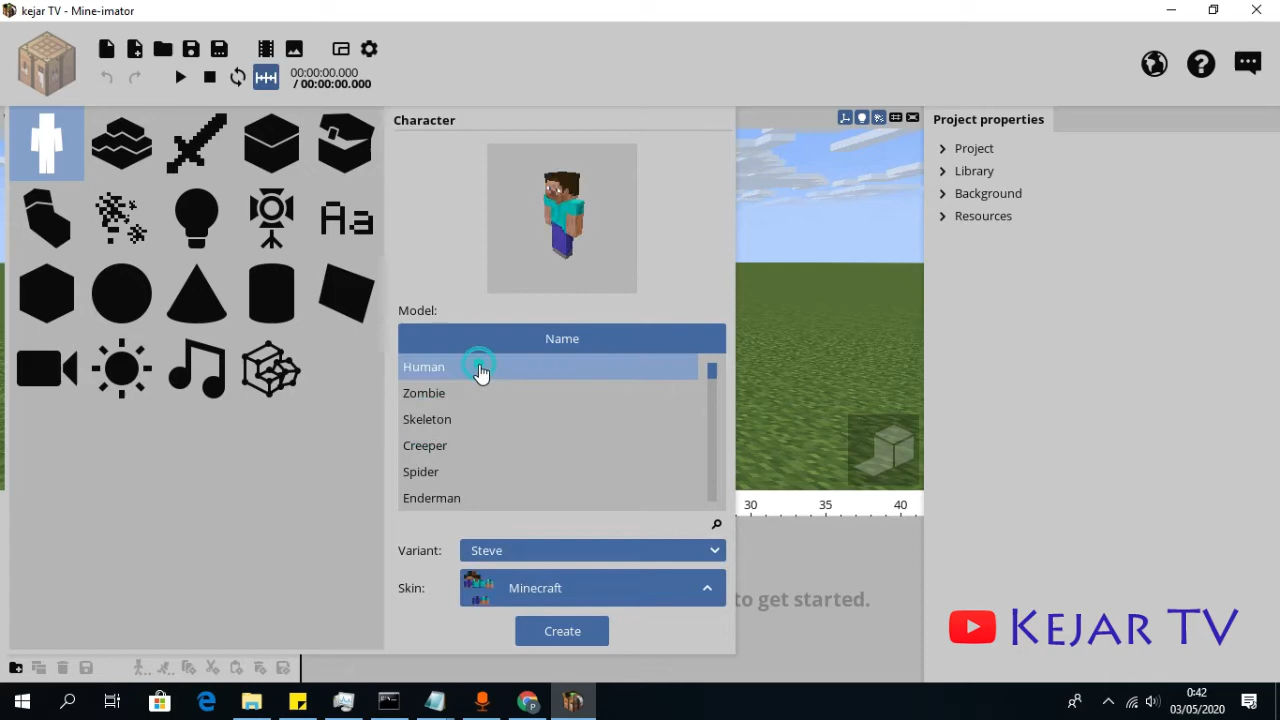 kejar TV - Mine-imator
00:00:00.000
/ 00:00:00.000
Character
Project properties
Project
Library
Background
Resources
Aa
Model:
Name
Human
Zombie
Skeleton
Creeper
Spider
Enderman
30
35
40
Variant:
Steve
Skin:
Minecraft
to get started.
Create
KEJAR TV
0:42
03/05/2020